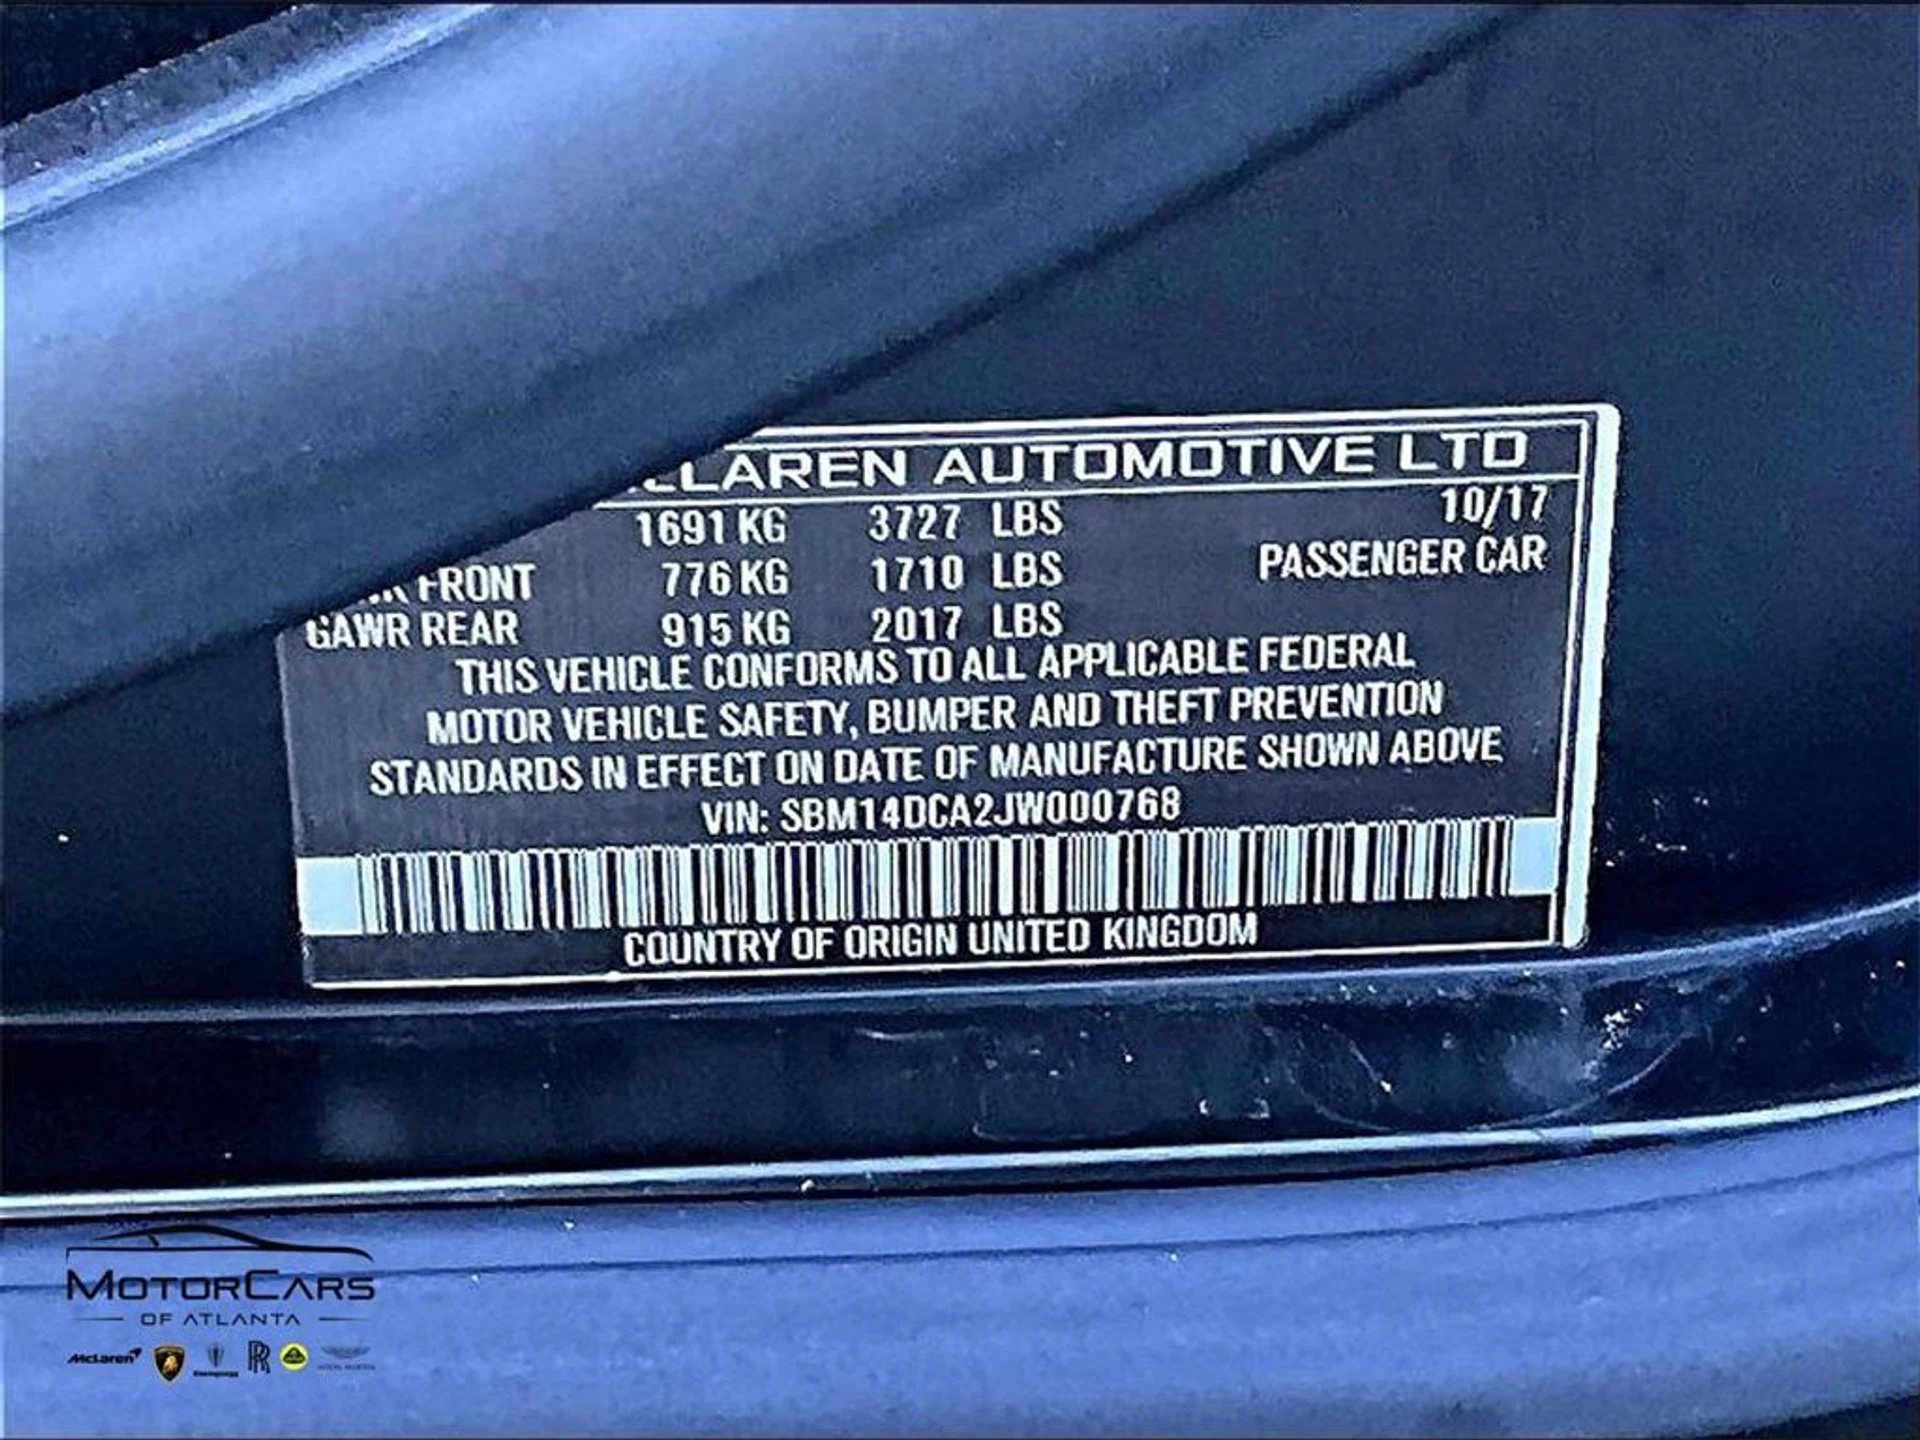 LAREN AUTOMOTIVE LTD
1691 KG 3727 LBS 10/17
FRONT 776 KG 1710 LBS PASSENGER CAR
GAWR REAR 915 KG 2017 LBS
THIS VEHICLE CONFORMS TO ALL APPLICABLE FEDERAL
MOTOR VEHICLE SAFETY, BUMPER AND THEFT PREVENTION
STANDARDS IN EFFECT ON DATE OF MANUFACTURE SHOWN ABOVE
VIN: SBM14DCA2JW000768
COUNTRY OF ORIGIN UNITED KINGDOM
MOTORCARS
OF ATLANTA
McLaren